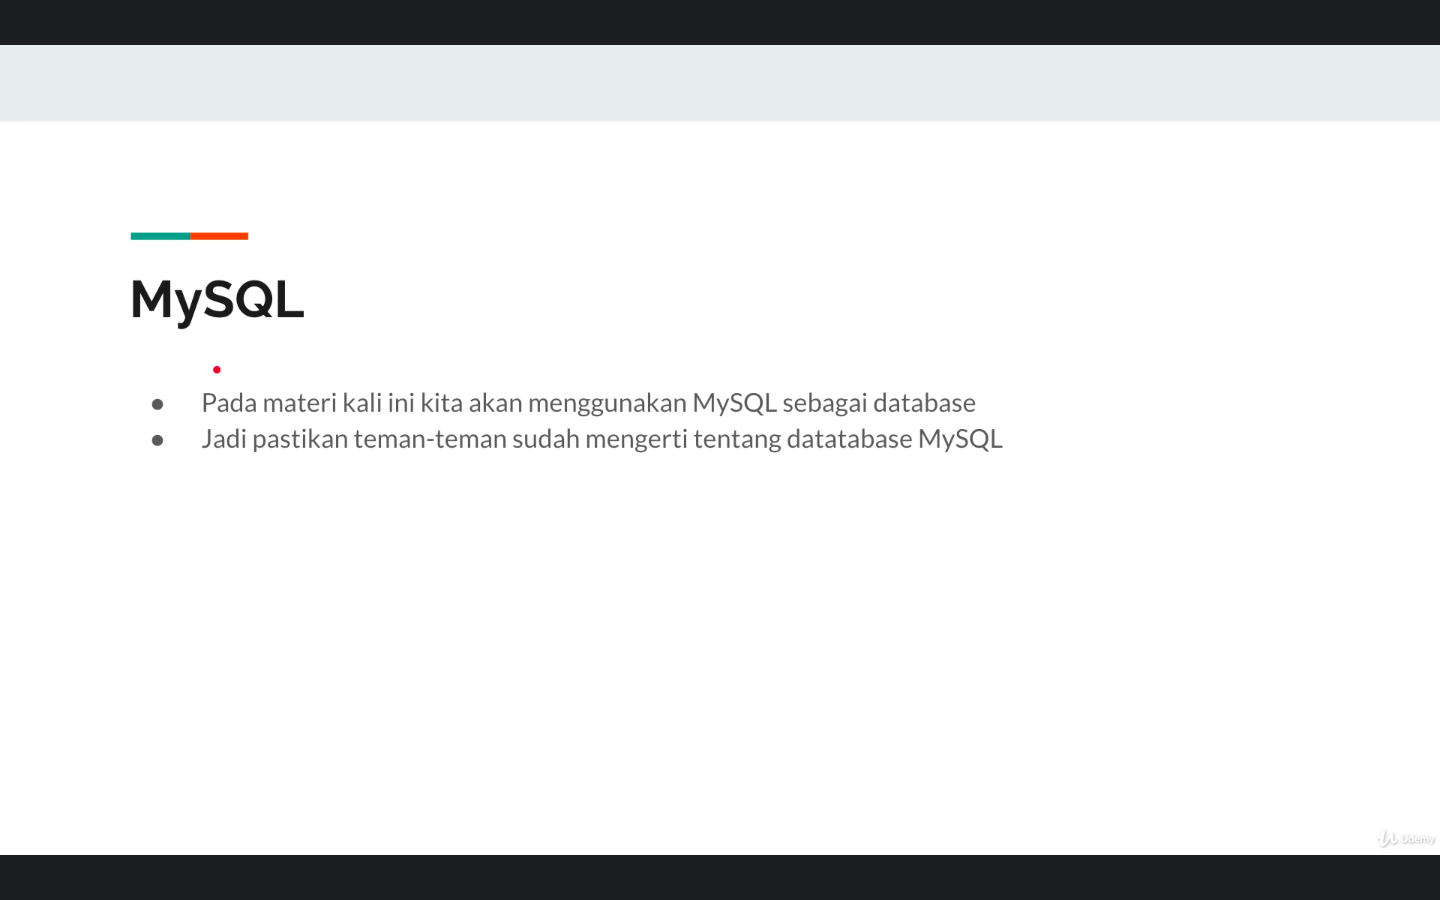 MySQL
● Pada materi kali ini kita akan menggunakan MySQL sebagai database
● Jadi pastikan teman-teman sudah mengerti tentang datatabase MySQL
Udemy